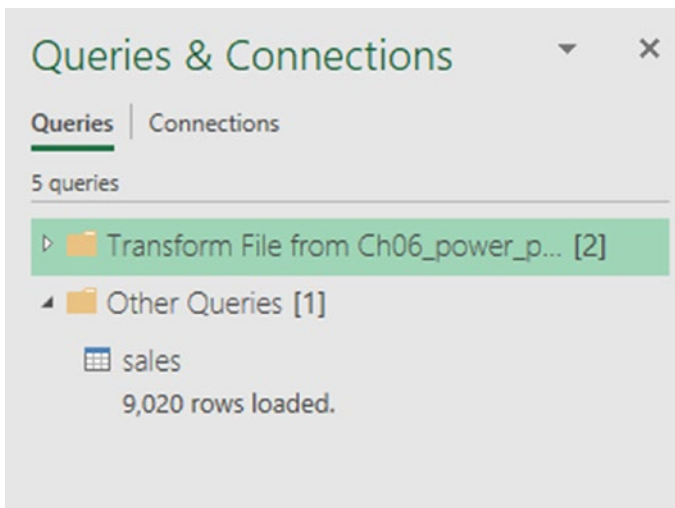 Queries & Connections
Queries | Connections
5 queries
Transform File from Ch06_power_p... [2]
Other Queries [1]
sales
9,020 rows loaded.